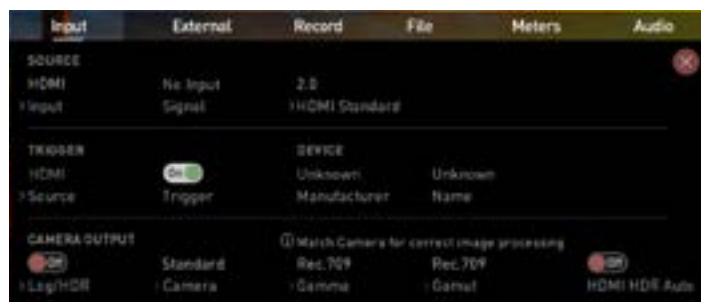 Input External Record File Meters Audio
SOURCE
HDMI No Input 2.0
Input Signal HDMI Standard
TRIGGER DEVICE
HDMI On Unknown Unknown
Source Trigger Manufacturer Name
CAMERA OUTPUT Match Camera for correct image processing
Off Standard Rec.709 Rec.709 Off
Log/HDR Camera Gamma Gamut HDMI HDR Auto